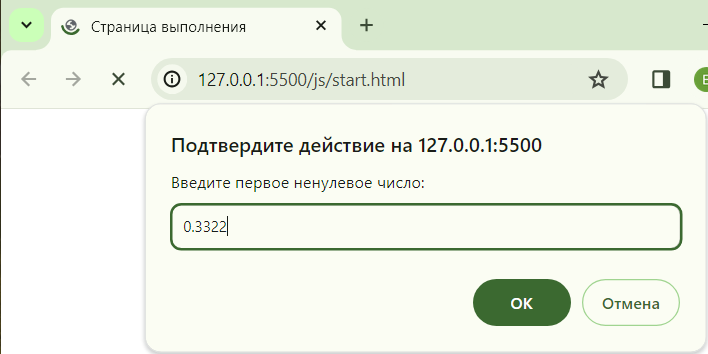 Страница выполнения
127.0.0.1:5500/js/start.html
Подтвердите действие на 127.0.0.1:5500
Введите первое ненулевое число:
0.3322
ОК
Отмена